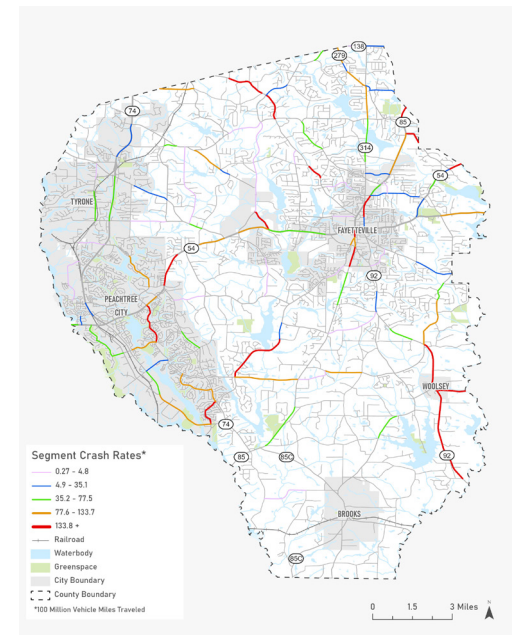 138
279
74
85
314
54
TYRONE
FAYETTEVILLE
54
92
PEACHTREE
CITY
WOOLSEY
74
85
85C
92
BROOKS
85C
Segment Crash Rates*
0.27 - 4.8
4.9 - 35.1
35.2 - 77.5
77.6 - 133.7
133.8 +
Railroad
Waterbody
Greenspace
City Boundary
County Boundary
*100 Million Vehicle Miles Traveled
0 1.5 3 Miles
N